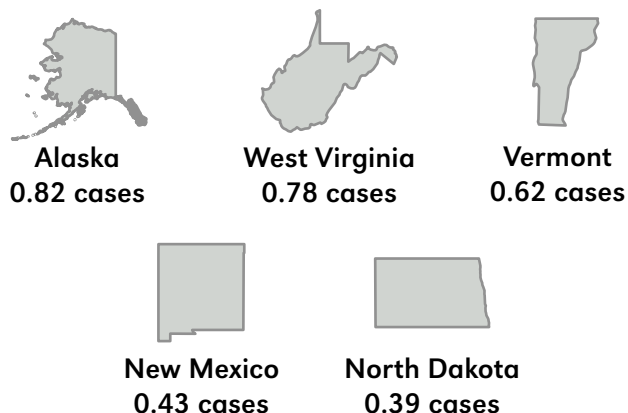 Alaska
0.82 cases
West Virginia
0.78 cases
Vermont
0.62 cases
New Mexico
0.43 cases
North Dakota
0.39 cases